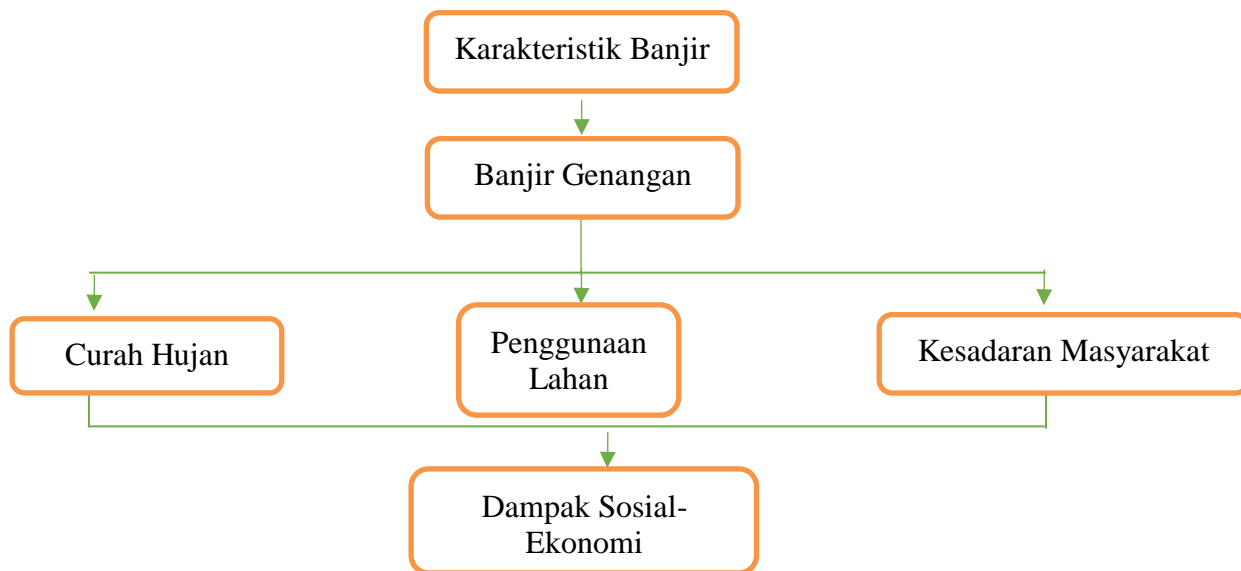 Karakteristik Banjir
Banjir Genangan
Curah Hujan
Penggunaan
Lahan
Kesadaran Masyarakat
Dampak Sosial-
Ekonomi